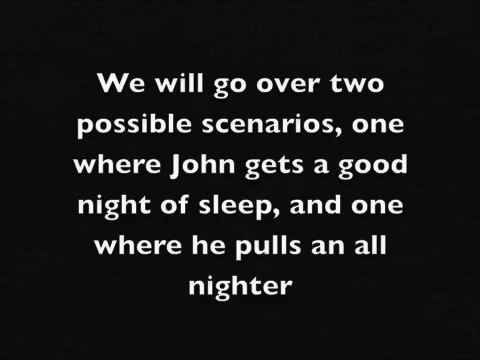 We will go over two
possible scenarios, one
where John gets a good
night of sleep, and one
where he pulls an all
nighter